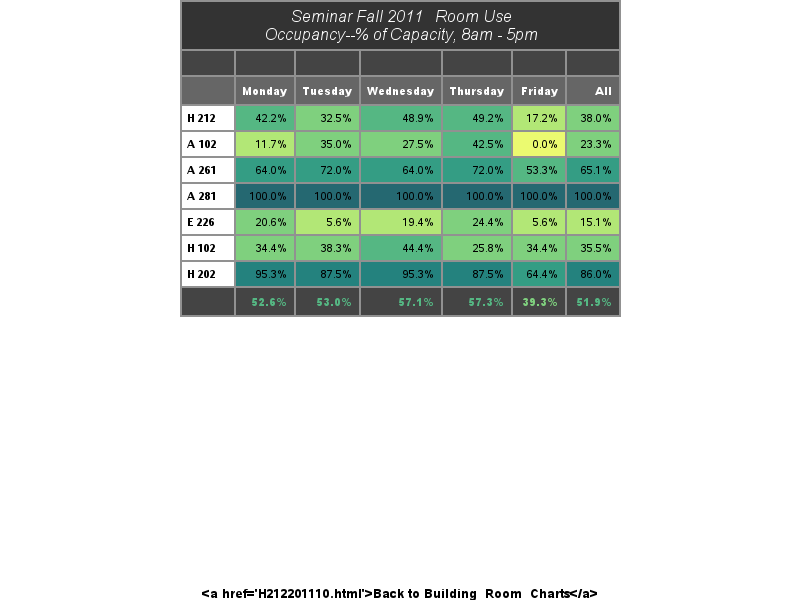 Seminar Fall 2011   Room Use
Occupancy--% of Capacity, 8am - 5pm
Monday Tuesday Wednesday Thursday Friday All
H 212 42.2% 32.5% 48.9% 49.2% 17.2% 38.0%
A 102 11.7% 35.0% 27.5% 42.5% 0.0% 23.3%
A 261 64.0% 72.0% 64.0% 72.0% 53.3% 65.1%
A 281 100.0% 100.0% 100.0% 100.0% 100.0% 100.0%
E 226 20.6% 5.6% 19.4% 24.4% 5.6% 15.1%
H 102 34.4% 38.3% 44.4% 25.8% 34.4% 35.5%
H 202 95.3% 87.5% 95.3% 87.5% 64.4% 86.0%
52.6% 53.0% 57.1% 57.3% 39.3% 51.9%
<a href='H212201110.html'>Back to Building  Room  Charts</a>